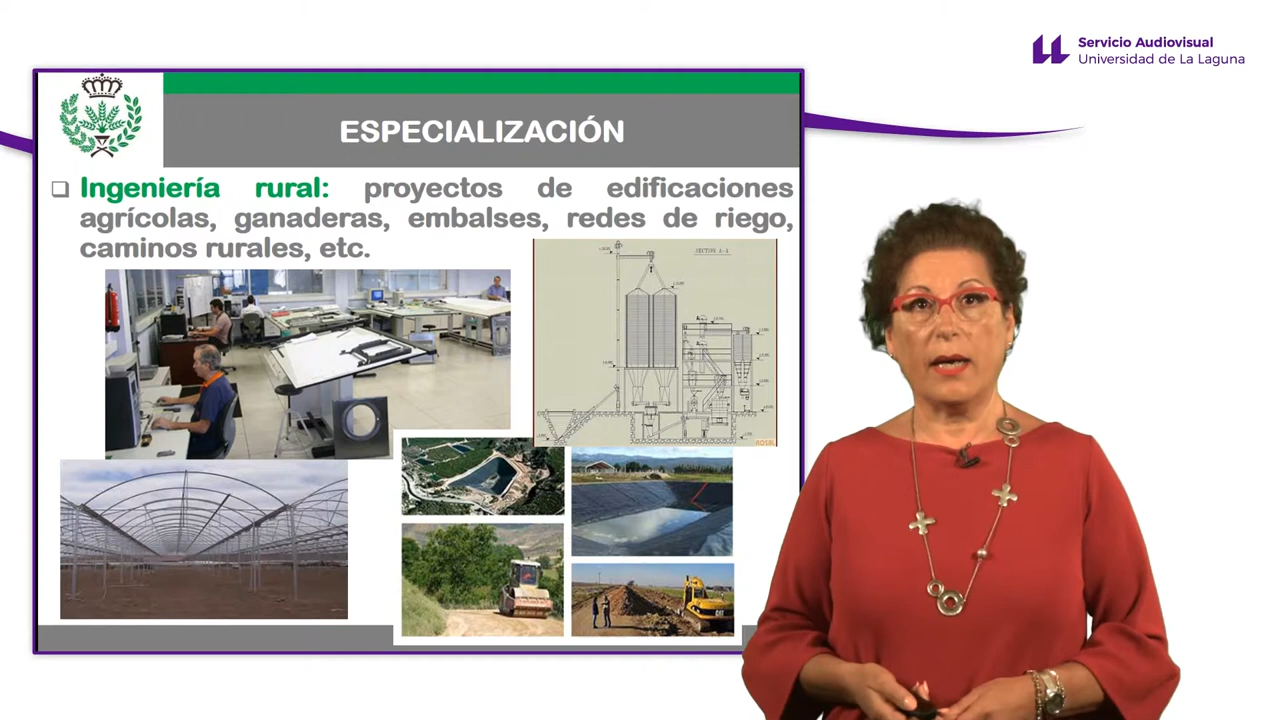 Servicio Audiovisual
Universidad de La Laguna
ESPECIALIZACIÓN
Ingeniería rural: proyectos de edificaciones
agrícolas, ganaderas, embalses, redes de riego,
caminos rurales, etc.
SECTION A-A
CAT